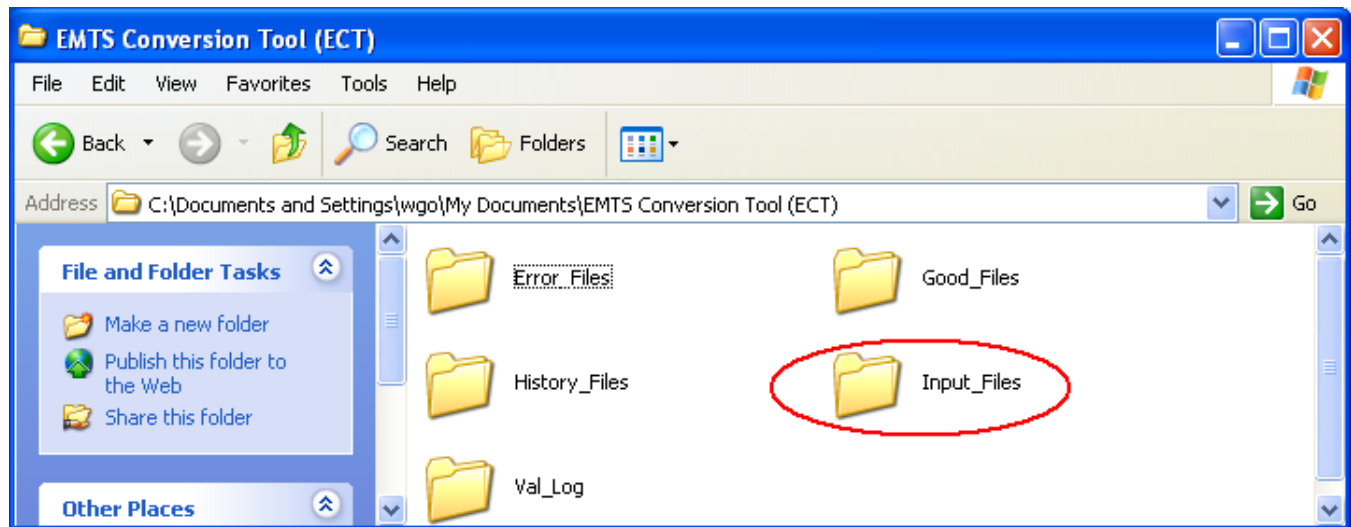 EMTS Conversion Tool (ECT)
File Edit View Favorites Tools Help
Back Search Folders
Address C:\Documents and Settings\wgo\My Documents\EMTS Conversion Tool (ECT) Go
File and Folder Tasks
Make a new folder
Publish this folder to
the Web
Share this folder
Other Places
Error_Files
Good_Files
History_Files
Input_Files
Val_Log